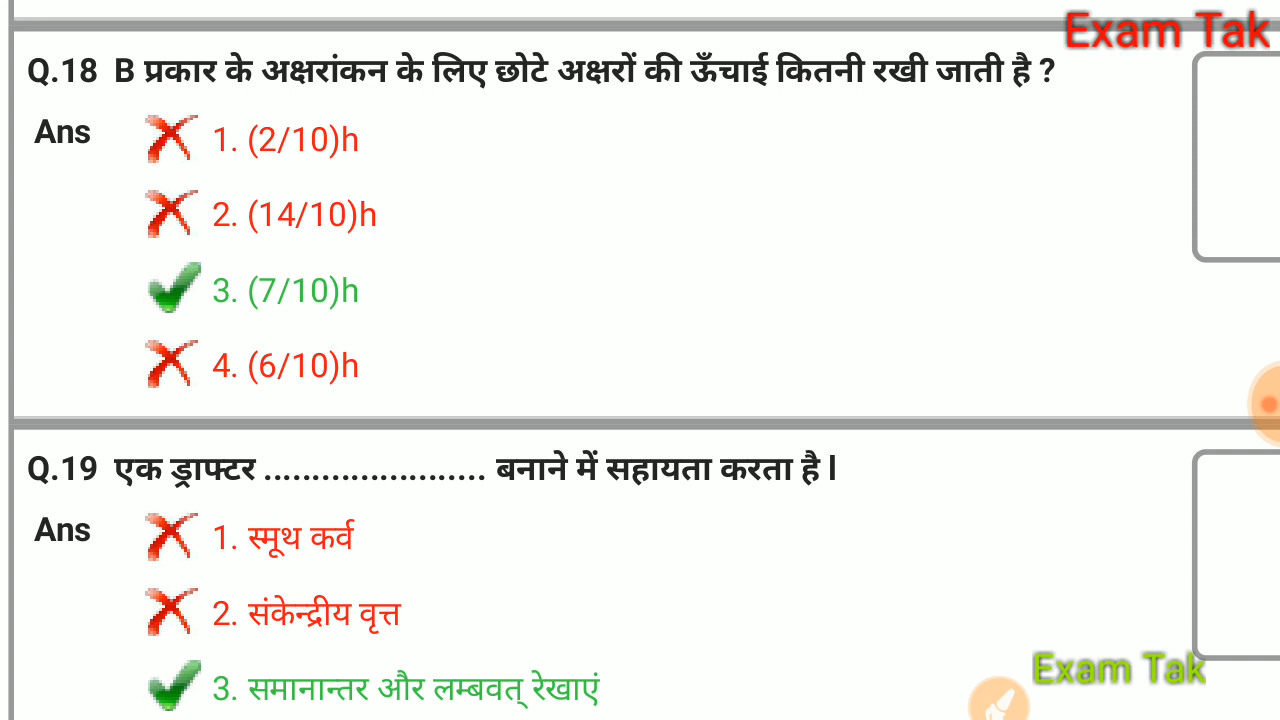 Exam Tak
Q.18 B प्रकार के अक्षरांकन के लिए छोटे अक्षरों की ऊँचाई कितनी रखी जाती है ?
Ans 1. (2/10)h
2. (14/10)h
3. (7/10)h
4. (6/10)h
Q.19 एक ड्राफ्टर ....................... बनाने में सहायता करता है l
Ans 1. स्मूथ कर्व
2. संकेन्द्रीय वृत्त
3. समानान्तर और लम्बवत् रेखाएं
Exam Tak